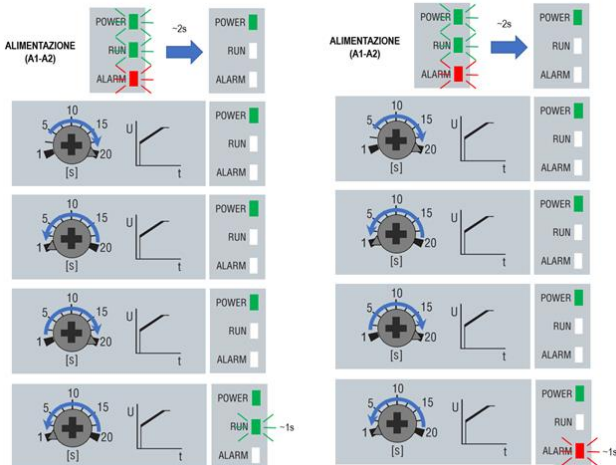 ALIMENTAZIONE
(A1-A2)
POWER
RUN
ALARM
~2s
POWER
RUN
ALARM
1
5
10
15
20
[s]
U
t
POWER
RUN
ALARM
1
5
10
15
20
[s]
U
t
POWER
RUN
ALARM
1
5
10
15
20
[s]
U
t
POWER
RUN
ALARM
1
5
10
15
20
[s]
U
t
POWER
RUN
~1s
ALARM
ALIMENTAZIONE
(A1-A2)
POWER
RUN
ALARM
~2s
POWER
RUN
ALARM
1
5
10
15
20
[s]
U
t
POWER
RUN
ALARM
1
5
10
15
20
[s]
U
t
POWER
RUN
ALARM
1
5
10
15
20
[s]
U
t
POWER
RUN
ALARM
1
5
10
15
20
[s]
U
t
POWER
RUN
ALARM
~1s